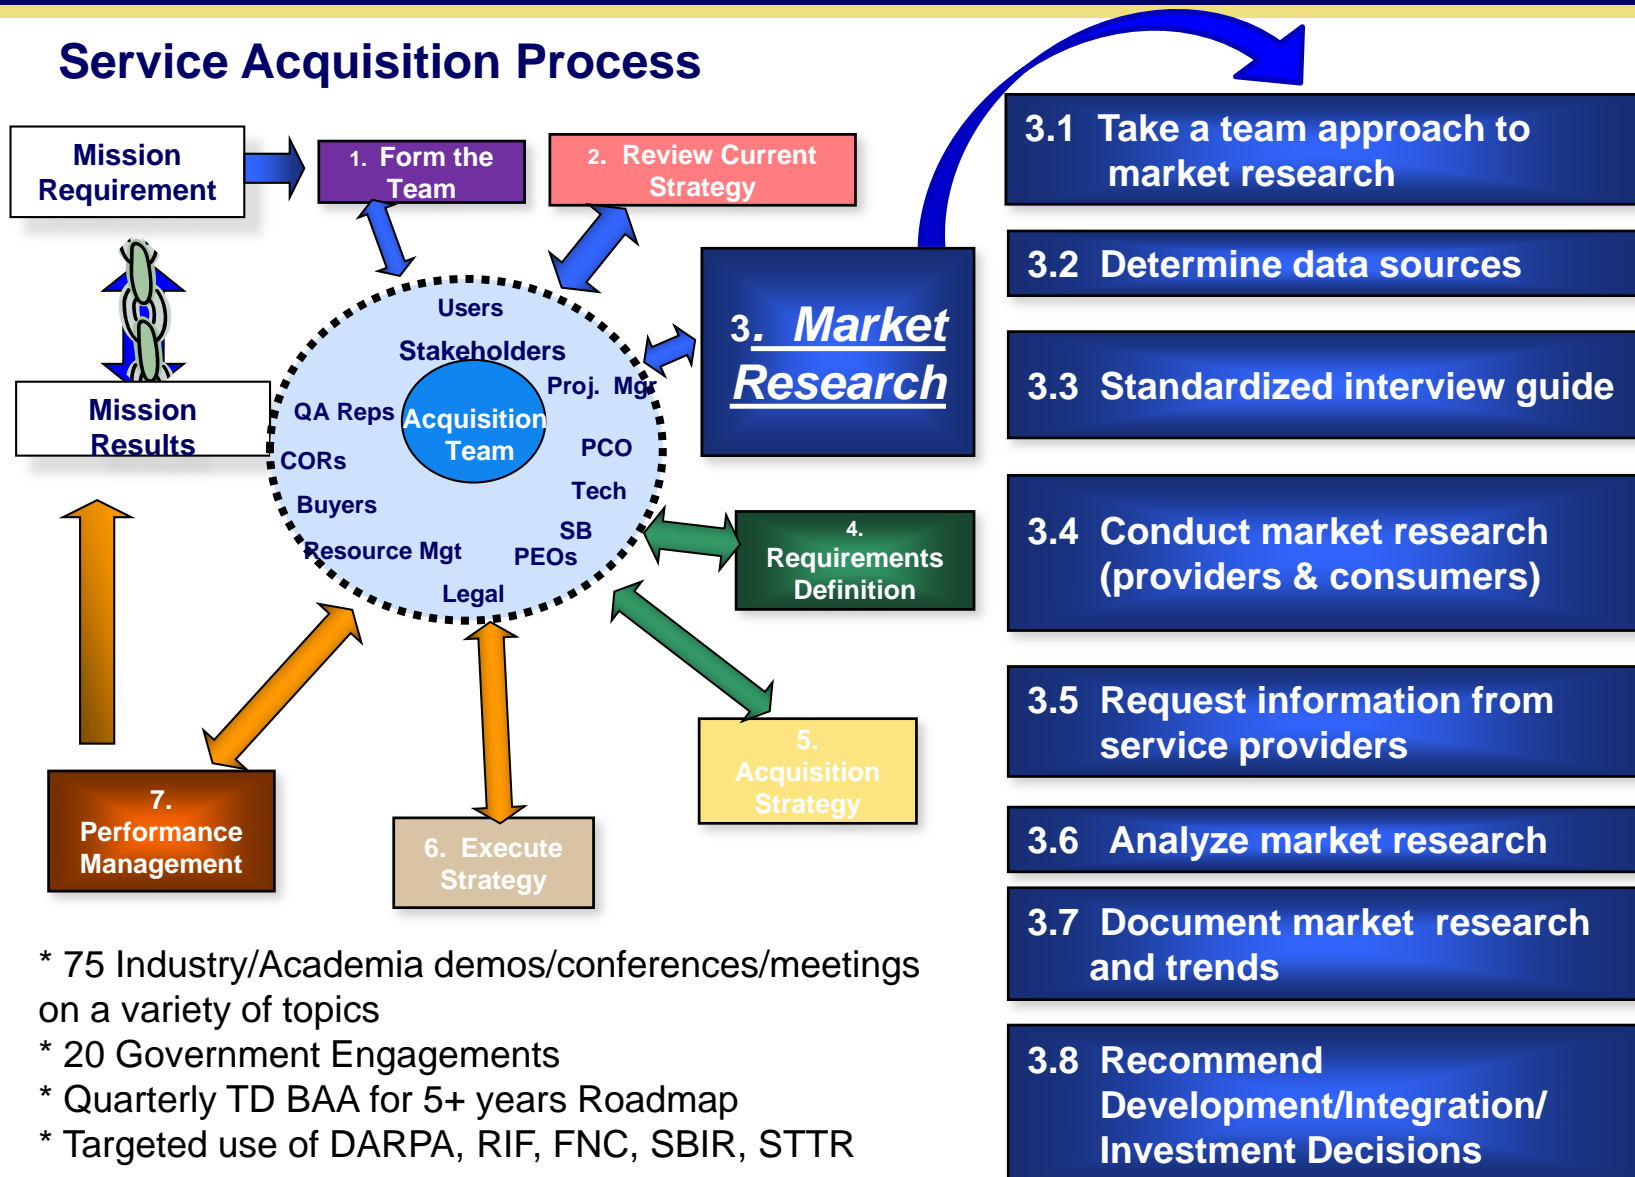 Service Acquisition Process
Mission
Requirement
1. Form the
Team
2. Review Current
Strategy
3. Market
Research
Mission
Results
Users
Stakeholders
Proj. Mgr
QA Reps
Acquisition
Team
PCO
CORs
Tech
Buyers
SB
Resource Mgt
PEOs
Legal
4.
Requirements
Definition
5.
Acquisition
Strategy
6. Execute
Strategy
7.
Performance
Management
3.1 Take a team approach to
market research
3.2 Determine data sources
3.3 Standardized interview guide
3.4 Conduct market research
(providers & consumers)
3.5 Request information from
service providers
3.6 Analyze market research
3.7 Document market research
and trends
3.8 Recommend
Development/Integration/
Investment Decisions
* 75 Industry/Academia demos/conferences/meetings
on a variety of topics
* 20 Government Engagements
* Quarterly TD BAA for 5+ years Roadmap
* Targeted use of DARPA, RIF, FNC, SBIR, STTR